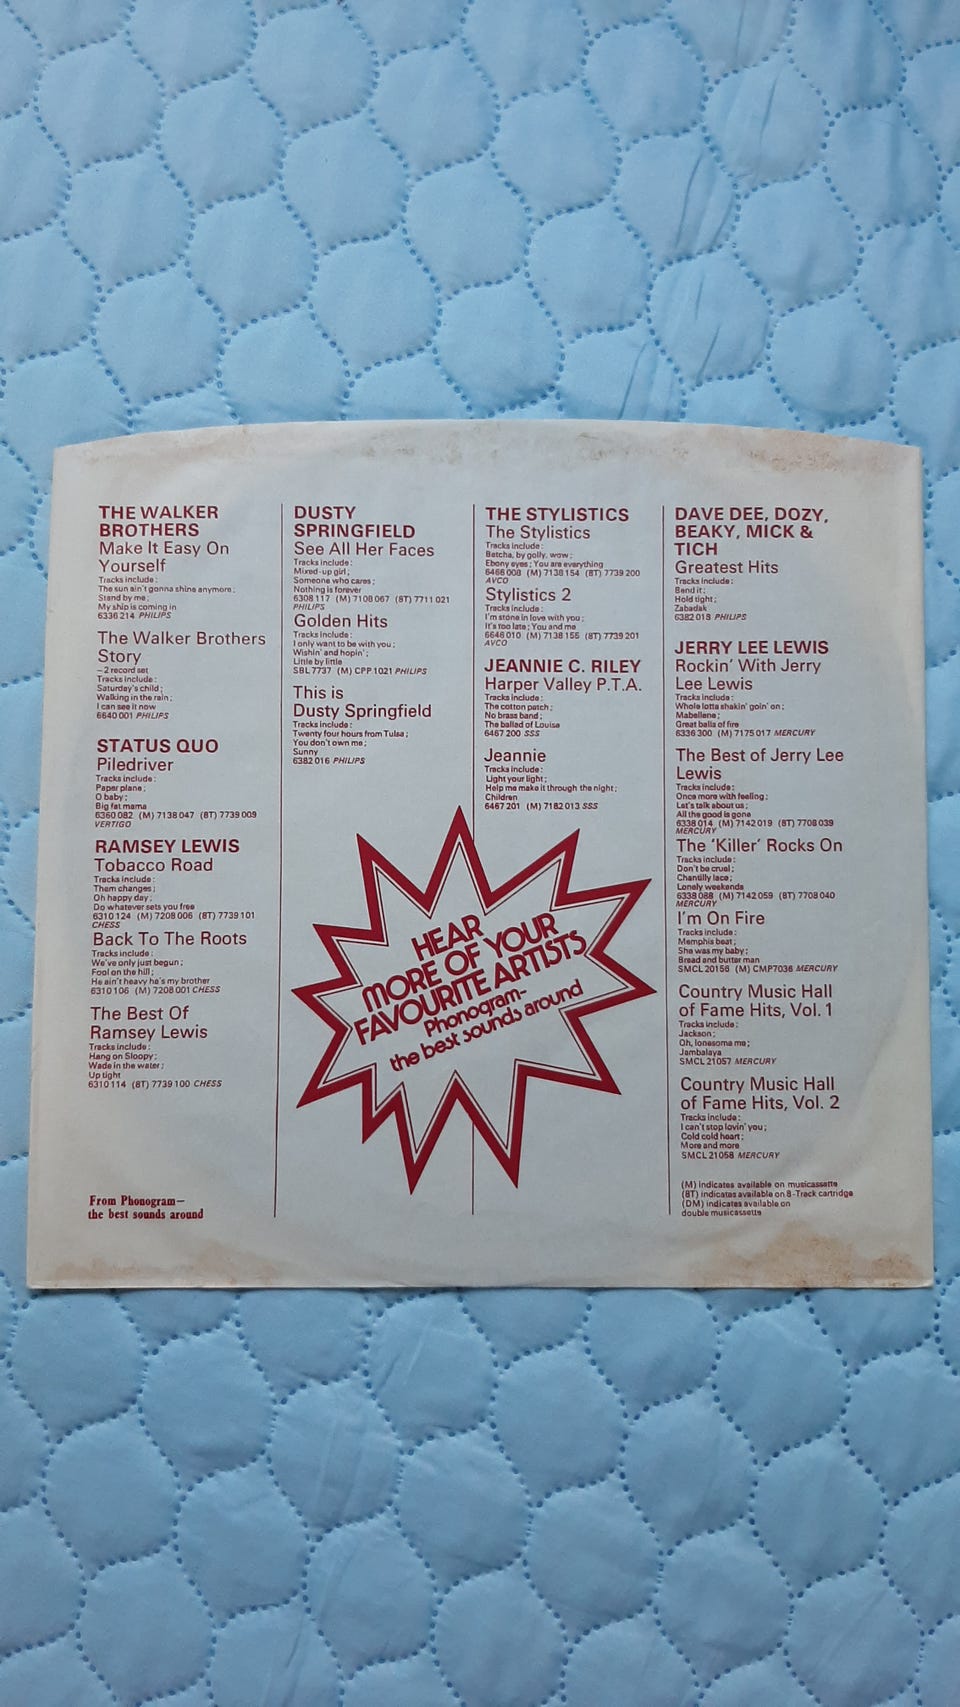 THE WALKER
BROTHERS
Make It Easy On
Yourself
Tracks include:
The sun ain't gonna shine anymore;
Stand by me;
My ship is coming in
6336 214 PHILIPS
The Walker Brothers
Story
–2 record set
Tracks include:
Saturday's child;
Walking in the rain;
I can see it now
6640 001 PHILIPS
STATUS QUO
Piledriver
Tracks include:
Paper plane;
O baby;
Big fat mama
6360 082 (M) 7138 047 (8T) 7739 009
VERTIGO
RAMSEY LEWIS
Tobacco Road
Tracks include:
Them changes;
Oh happy day;
Do whatever sets you free
6310 124 (M) 7208 006 (8T) 7739 101
CHESS
Back To The Roots
Tracks include:
We've only just begun;
Fool on the hill;
He ain't heavy he's my brother
6310 106 (M) 7208 001 CHESS
The Best Of
Ramsey Lewis
Tracks include:
Hang on Sloopy;
Wade in the water;
Up tight
6310 114 (8T) 7739 100 CHESS
From Phonogram–
the best sounds around
DUSTY
SPRINGFIELD
See All Her Faces
Tracks include:
Mixed-up girl;
Someone who cares;
Nothing is forever
6308 117 (M) 7108 067 (8T) 7711 021
PHILIPS
Golden Hits
Tracks include:
I only want to be with you;
Wishin' and hopin';
Little by little
SBL 7737 (M) CPP 1021 PHILIPS
This is
Dusty Springfield
Tracks include:
Twenty four hours from Tulsa;
You don't own me;
Sunny
6382 016 PHILIPS
THE STYLISTICS
The Stylistics
Tracks include:
Betcha, by golly, wow;
Ebony eyes; You are everything
6466 008 (M) 7138 154 (8T) 7739 200
AVCO
Stylistics 2
Tracks include:
I'm stone in love with you;
It's too late; You and me
6646 010 (M) 7138 155 (8T) 7739 201
AVCO
JEANNIE C. RILEY
Harper Valley P.T.A.
Tracks include:
The cotton patch;
No brass band;
The ballad of Louise
6467 200 SSS
Jeannie
Tracks include:
Light your light;
Help me make it through the night;
Children
6467 201 (M) 7182 013 SSS
HEAR
MORE OF YOUR
FAVOURITE ARTISTS
Phonogram-
the best sounds around
DAVE DEE, DOZY,
BEAKY, MICK &
TICH
Greatest Hits
Tracks include:
Bend it;
Hold tight;
Zabadak
6382 018 PHILIPS
JERRY LEE LEWIS
Rockin' With Jerry
Lee Lewis
Tracks include:
Whole lotta shakin' goin' on;
Mabellene;
Great balls of fire
6336 300 (M) 7175 017 MERCURY
The Best of Jerry Lee
Lewis
Tracks include:
Once more with feeling;
Let's talk about us;
All the good is gone
6338 014 (M) 7142 019 (8T) 7708 039
MERCURY
The 'Killer' Rocks On
Tracks include:
Don't be cruel;
Chantilly lace;
Lonely weekends
6338 088 (M) 7142 059 (8T) 7708 040
MERCURY
I'm On Fire
Tracks include:
Memphis beat;
She was my baby;
Bread and butter man
SMCL 20156 (M) CMP7036 MERCURY
Country Music Hall
of Fame Hits, Vol. 1
Tracks include:
Jackson;
Oh, lonesome me;
Jambalaya
SMCL 21057 MERCURY
Country Music Hall
of Fame Hits, Vol. 2
Tracks include:
I can't stop lovin' you;
Cold cold heart;
More and more
SMCL 21058 MERCURY
(M) indicates available on musicassette
(8T) indicates available on 8-Track cartridge
(DM) indicates available on
double musicassette